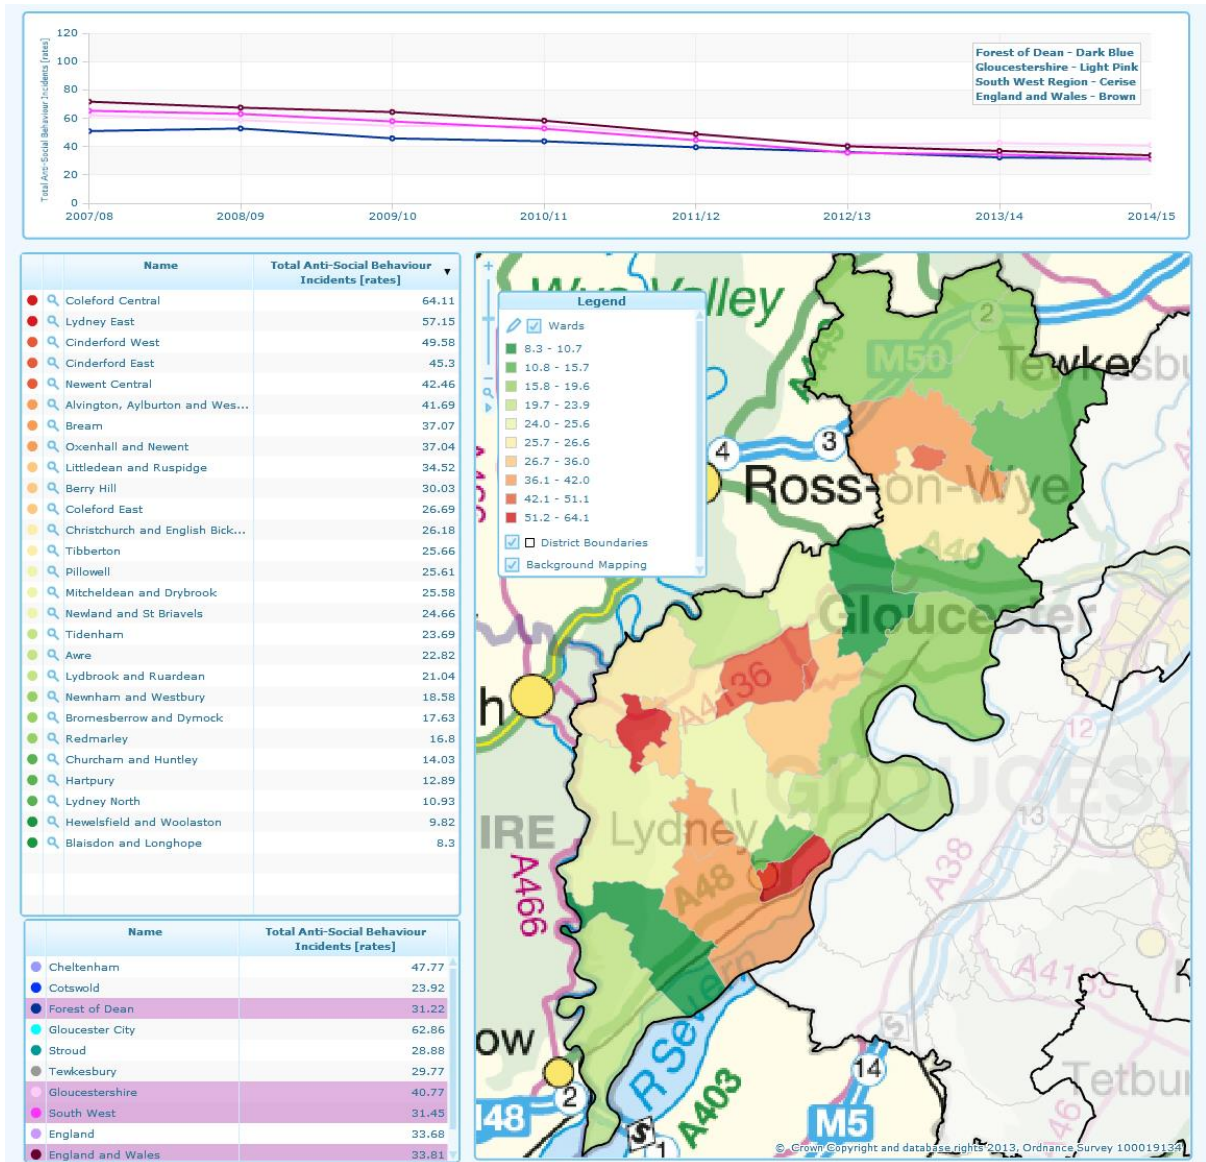 120
100
80
60
40
20
0
Total Anti-Social Behaviour Incidents [rates]
Forest of Dean - Dark Blue
Gloucestershire - Light Pink
South West Region - Cerise
England and Wales - Brown
2007/08 2008/09 2009/10 2010/11 2011/12 2012/13 2013/14 2014/15
Name Total Anti-Social Behaviour
Incidents [rates]
Coleford Central 64.11
Lydney East 57.15
Cinderford West 49.58
Cinderford East 45.3
Newent Central 42.46
Alvington, Aylburton and Wes... 41.69
Bream 37.07
Oxenhall and Newent 37.04
Littledean and Ruspidge 34.52
Berry Hill 30.03
Coleford East 26.69
Christchurch and English Bick... 26.18
Tibberton 25.66
Pillowell 25.61
Mitcheldean and Drybrook 25.58
Newland and St Briavels 24.66
Tidenham 23.69
Awre 22.82
Lydbrook and Ruardean 21.04
Newnham and Westbury 18.58
Bromesberrow and Dymock 17.63
Redmarley 16.8
Churcham and Huntley 14.03
Hartpury 12.89
Lydney North 10.93
Hewelsfield and Woolaston 9.82
Blaisdon and Longhope 8.3
Name Total Anti-Social Behaviour
Incidents [rates]
Cheltenham 47.77
Cotswold 23.92
Forest of Dean 31.22
Gloucester City 62.86
Stroud 28.88
Tewkesbury 29.77
Gloucestershire 40.77
South West 31.45
England 33.68
England and Wales 33.81
Legend
Wards
8.3 - 10.7
10.8 - 15.7
15.8 - 19.6
19.7 - 23.9
24.0 - 25.6
25.7 - 26.6
26.7 - 36.0
36.1 - 42.0
42.1 - 51.1
51.2 - 64.1
District Boundaries
Background Mapping
Wye Valley
2
M50
Tewkesbu
4
3
Ross-on-Wye
A40
Gloucester
h
A4136
12
GLOUCEST
13
IRE
Lydney
A38
A466
A48
A4135
R Severn
S
ow
14
Tetbu
2
A403
48
M5
S
1
A46
© Crown Copyright and database rights 2013, Ordnance Survey 100019134